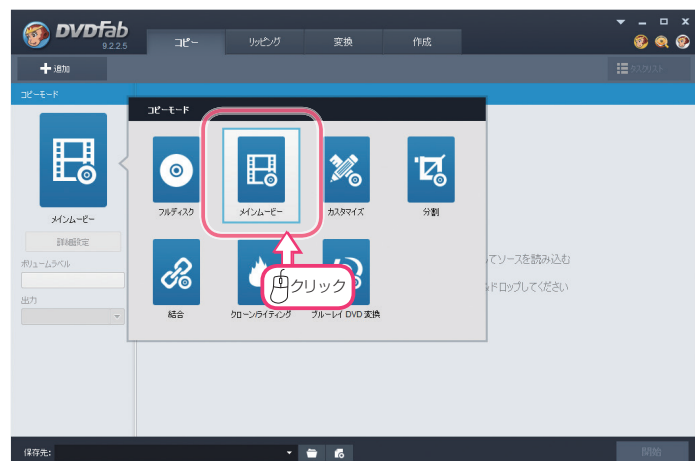 DVDFab
9.2.2.5
コピー
リッピング
変換
作成
追加
タスクリスト
コピーモード
コピーモード
メインムービー
詳細設定
ボリュームラベル
出力
フルディスク
メインムービー
カスタマイズ
分割
クリック
結合
クローン/ライティング
ブルーレイ DVD 変換
てソースを読み込む
ドロップしてください
保存先:
開始